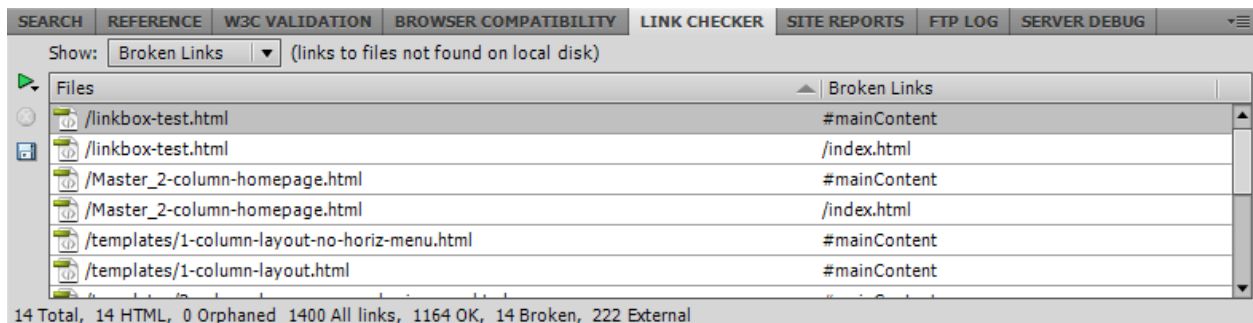 SEARCH REFERENCE W3C VALIDATION BROWSER COMPATIBILITY LINK CHECKER SITE REPORTS FTP LOG SERVER DEBUG
Show: Broken Links (links to files not found on local disk)
Files Broken Links
/linkbox-test.html #mainContent
/linkbox-test.html /index.html
/Master_2-column-homepage.html #mainContent
/Master_2-column-homepage.html /index.html
/templates/1-column-layout-no-horiz-menu.html #mainContent
/templates/1-column-layout.html #mainContent
14 Total, 14 HTML, 0 Orphaned 1400 All links, 1164 OK, 14 Broken, 222 External